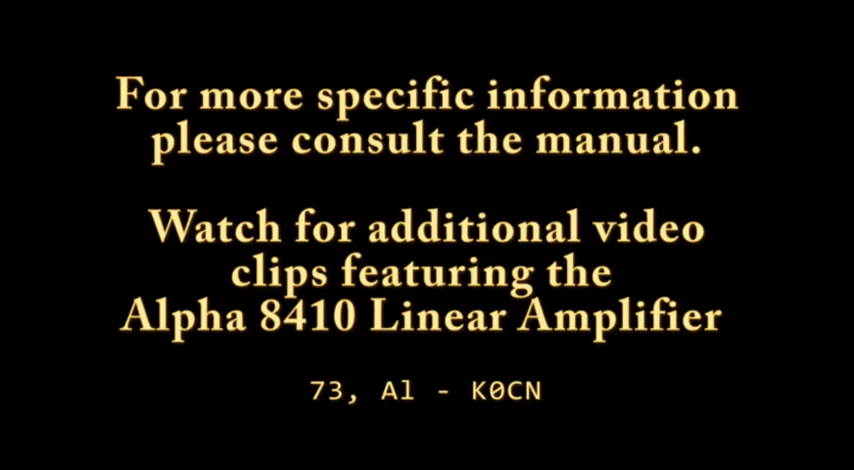 For more specific information
please consult the manual.
Watch for additional video
clips featuring the
Alpha 8410 Linear Amplifier
73, Al - K0CN